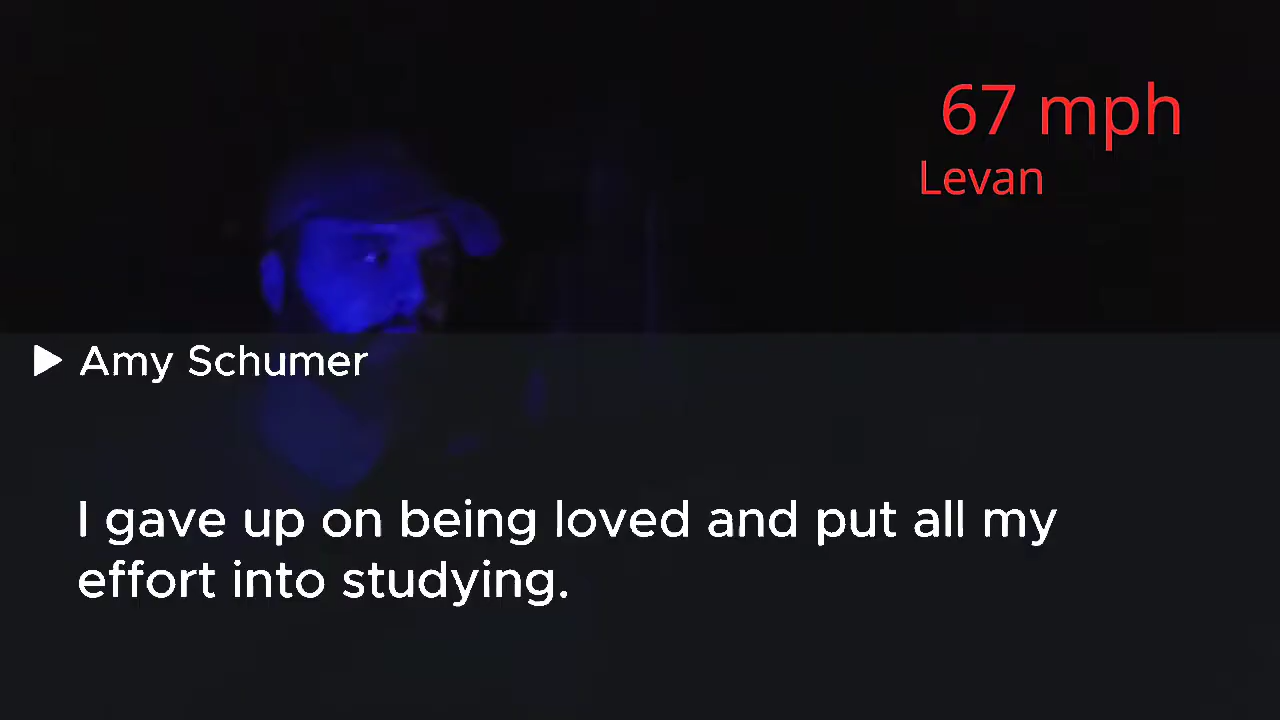 67 mph
Levan
Amy Schumer
I gave up on being loved and put all my
effort into studying.